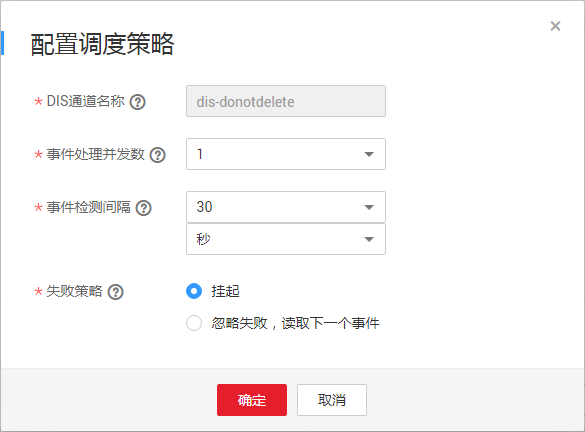 配置调度策略
* DIS通道名称
dis-donotdelete
* 事件处理并发数
1
* 事件检测间隔
30
秒
* 失败策略
挂起
忽略失败，读取下一个事件
确定 取消